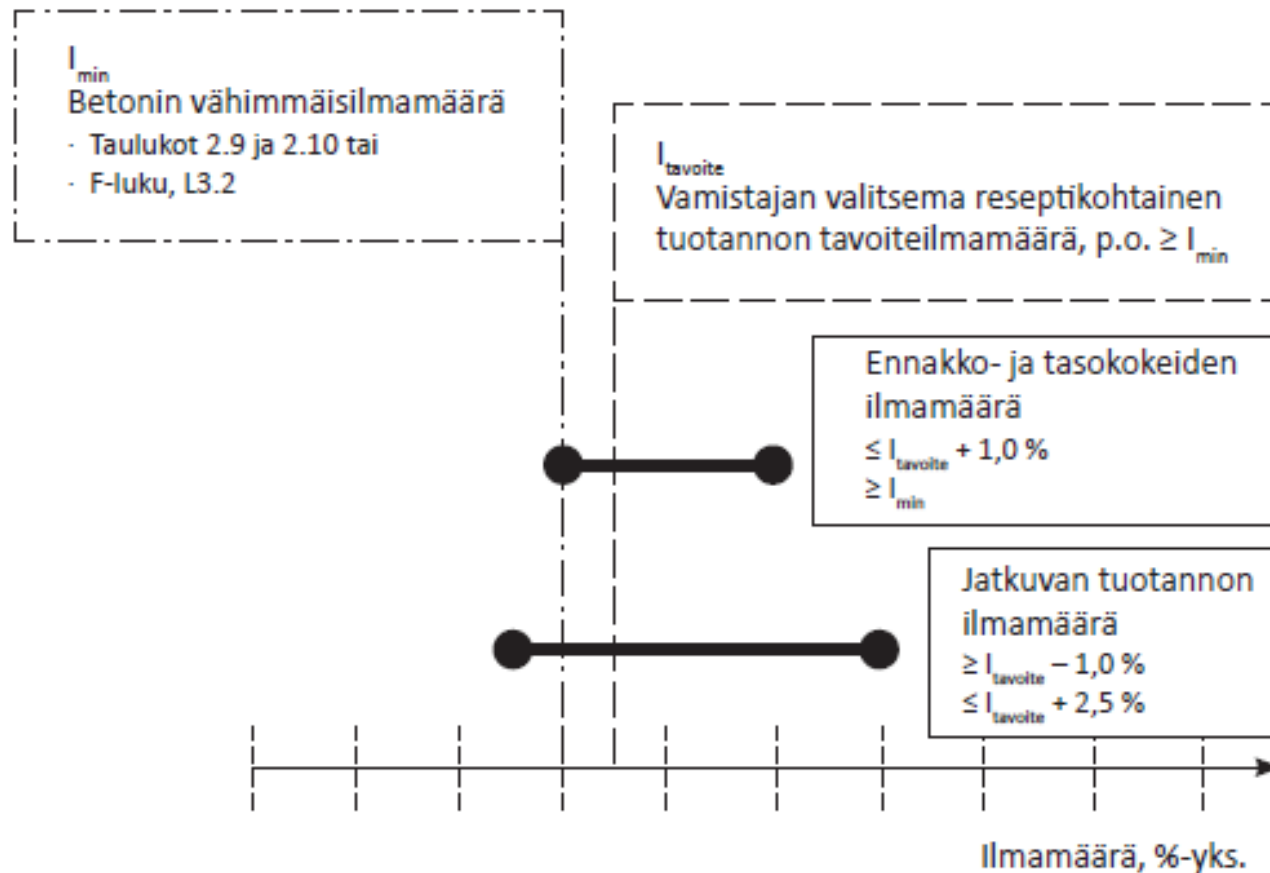 I min
Betonin vähimmäisilmamäärä
· Taulukot 2.9 ja 2.10 tai
· F-luku, L3.2
I tavoite
Vamistajan valitsema reseptikohtainen
tuotannon tavoiteilmamäärä, p.o. ≥ I min
Ennakko- ja tasokokeiden
ilmamäärä
≤ I tavoite + 1,0 %
≥ I min
Jatkuvan tuotannon
ilmamäärä
≥ I tavoite – 1,0 %
≤ I tavoite + 2,5 %
Ilmamäärä, %-yks.